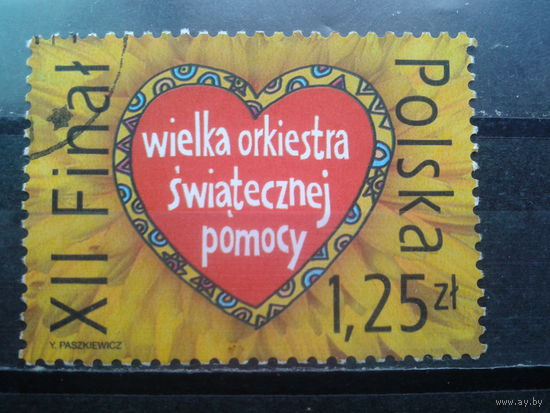 XII Finał
wielka orkiestra
świątecznej
pomocy
Polska
1,25 zł
Y. PASZKIEWICZ
www.ay.by